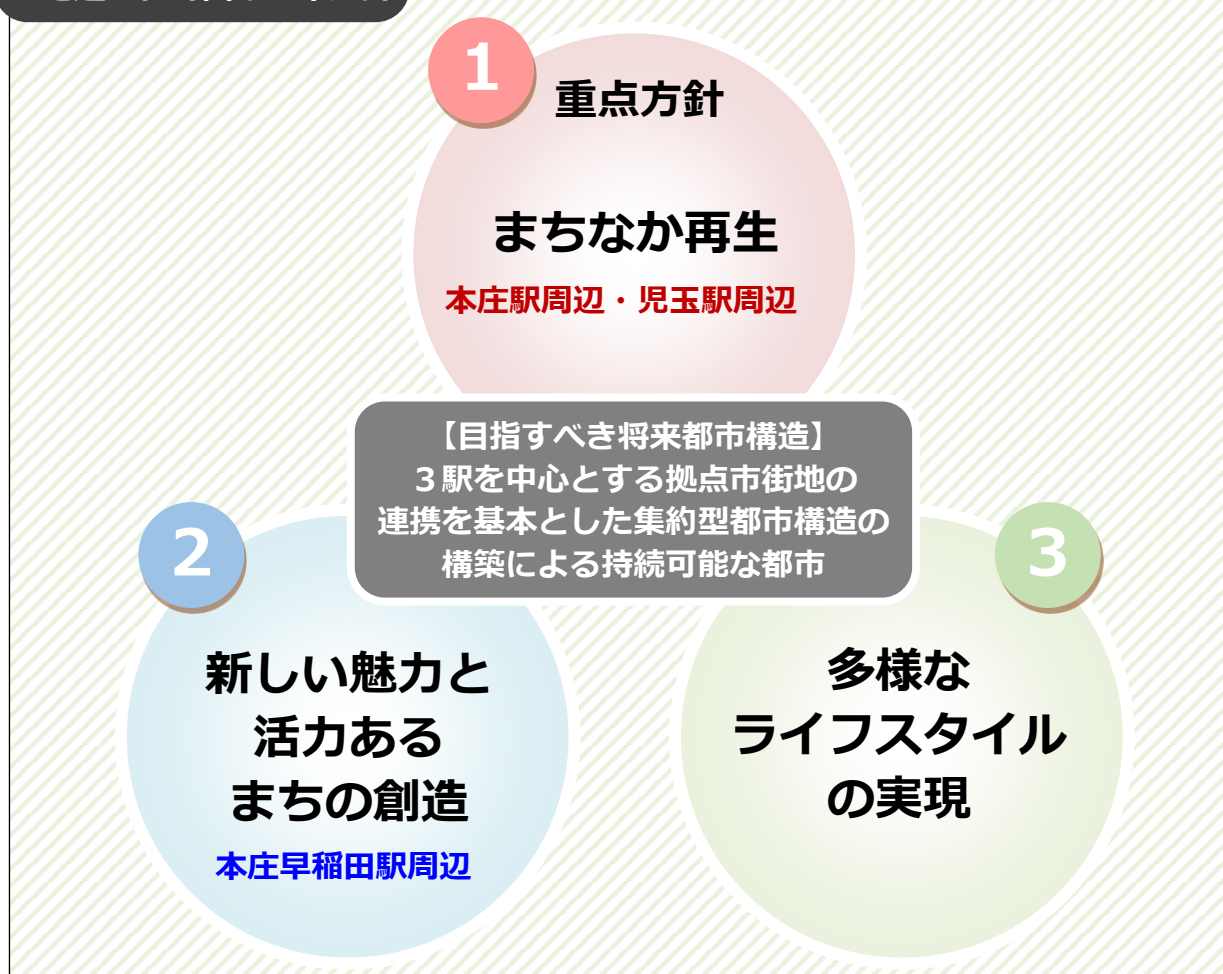 1
重点方針
まちなか再生
本庄駅周辺・児玉駅周辺
【目指すべき将来都市構造】
３駅を中心とする拠点市街地の
連携を基本とした集約型都市構造の
構築による持続可能な都市
2
新しい魅力と
活力ある
まちの創造
本庄早稲田駅周辺
3
多様な
ライフスタイル
の実現